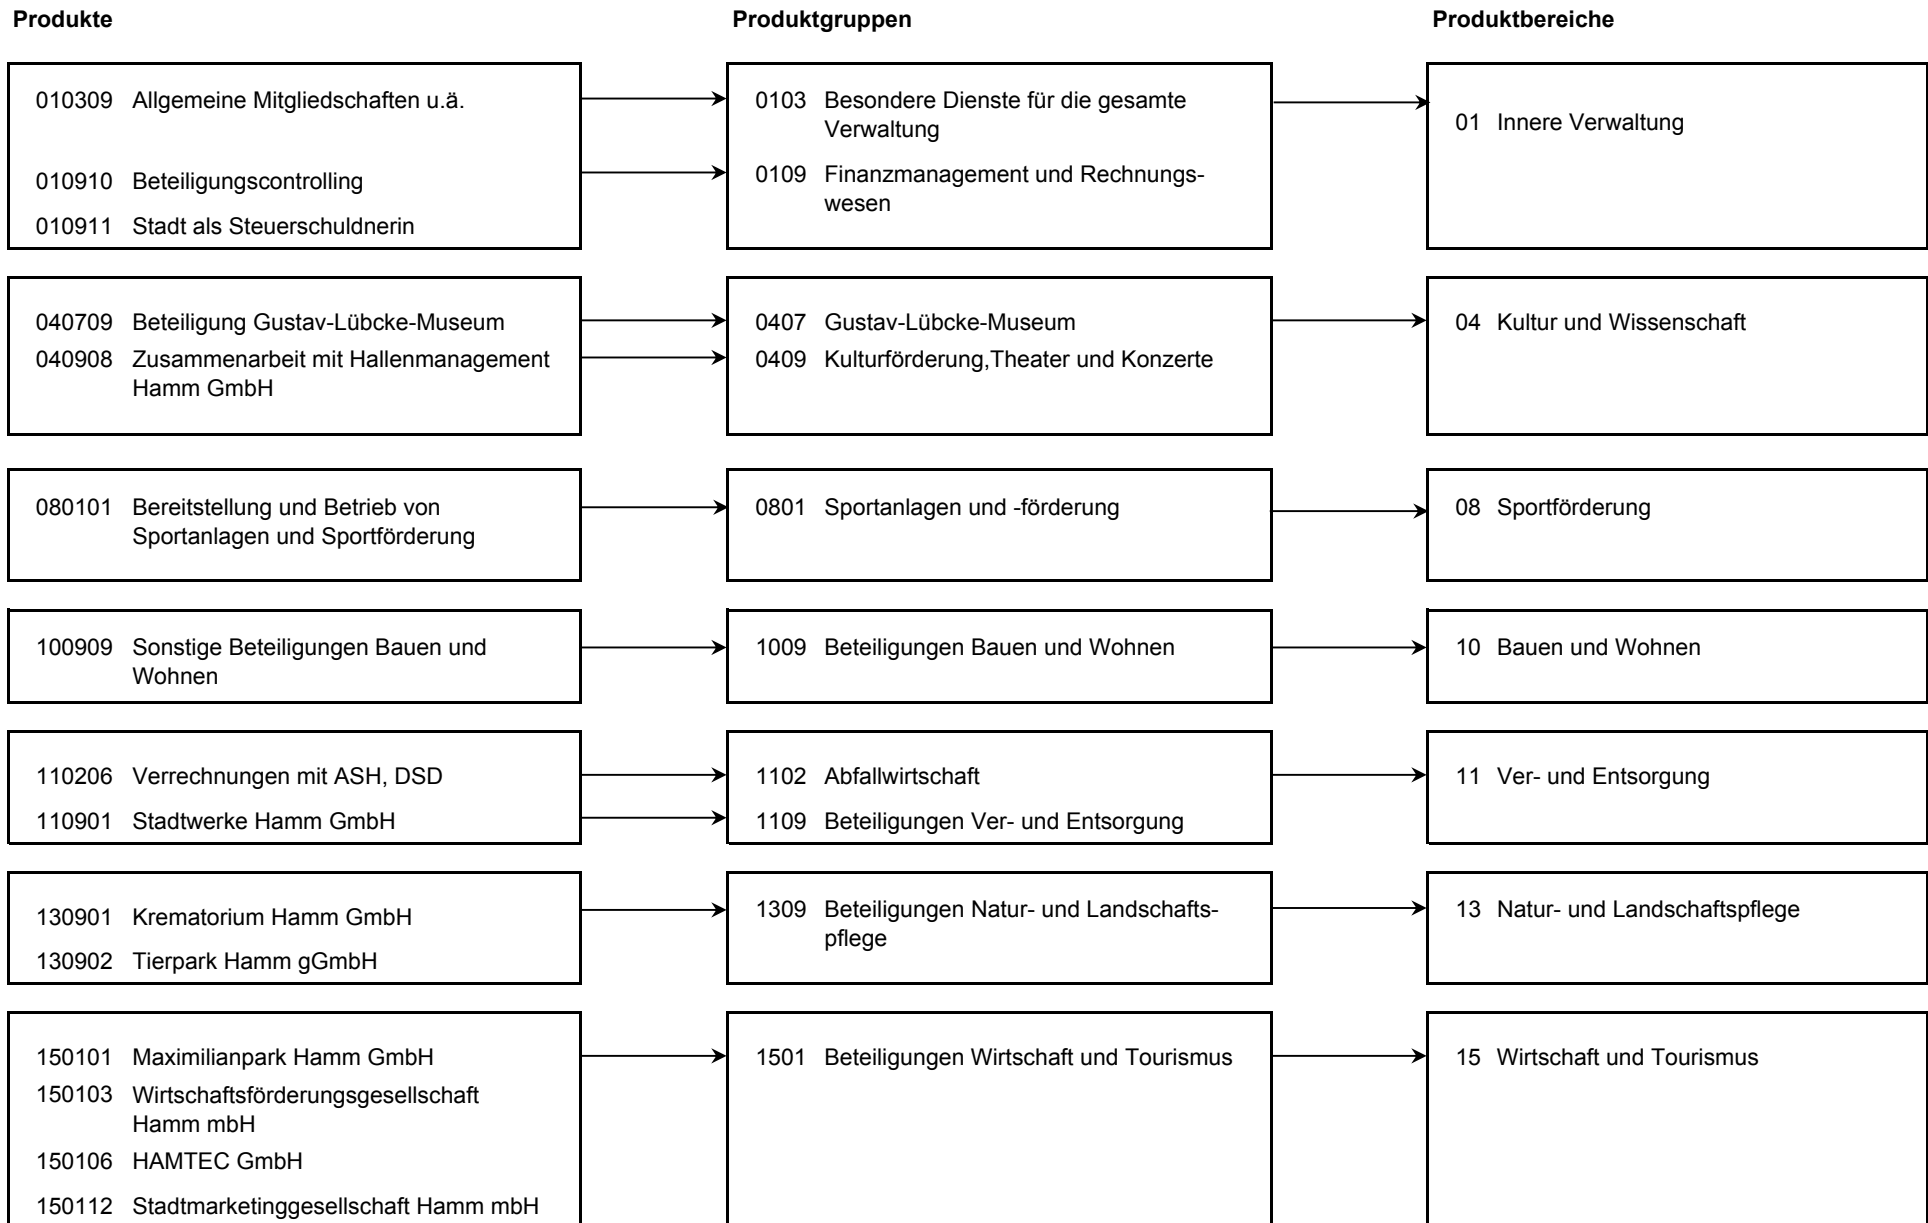 Produkte Produktgruppen Produktbereiche
010309 Allgemeine Mitgliedschaften u.ä.
010910 Beteiligungscontrolling
010911 Stadt als Steuerschuldnerin
0103 Besondere Dienste für die gesamte
Verwaltung
0109 Finanzmanagement und Rechnungs-
wesen
01 Innere Verwaltung
040709 Beteiligung Gustav-Lübcke-Museum
040908 Zusammenarbeit mit Hallenmanagement
Hamm GmbH
0407 Gustav-Lübcke-Museum
0409 Kulturförderung,Theater und Konzerte
04 Kultur und Wissenschaft
080101 Bereitstellung und Betrieb von
Sportanlagen und Sportförderung
0801 Sportanlagen und -förderung
08 Sportförderung
100909 Sonstige Beteiligungen Bauen und
Wohnen
1009 Beteiligungen Bauen und Wohnen
10 Bauen und Wohnen
110206 Verrechnungen mit ASH, DSD
110901 Stadtwerke Hamm GmbH
1102 Abfallwirtschaft
1109 Beteiligungen Ver- und Entsorgung
11 Ver- und Entsorgung
130901 Krematorium Hamm GmbH
130902 Tierpark Hamm gGmbH
1309 Beteiligungen Natur- und Landschafts-
pflege
13 Natur- und Landschaftspflege
150101 Maximilianpark Hamm GmbH
150103 Wirtschaftsförderungsgesellschaft
Hamm mbH
150106 HAMTEC GmbH
150112 Stadtmarketinggesellschaft Hamm mbH
1501 Beteiligungen Wirtschaft und Tourismus
15 Wirtschaft und Tourismus